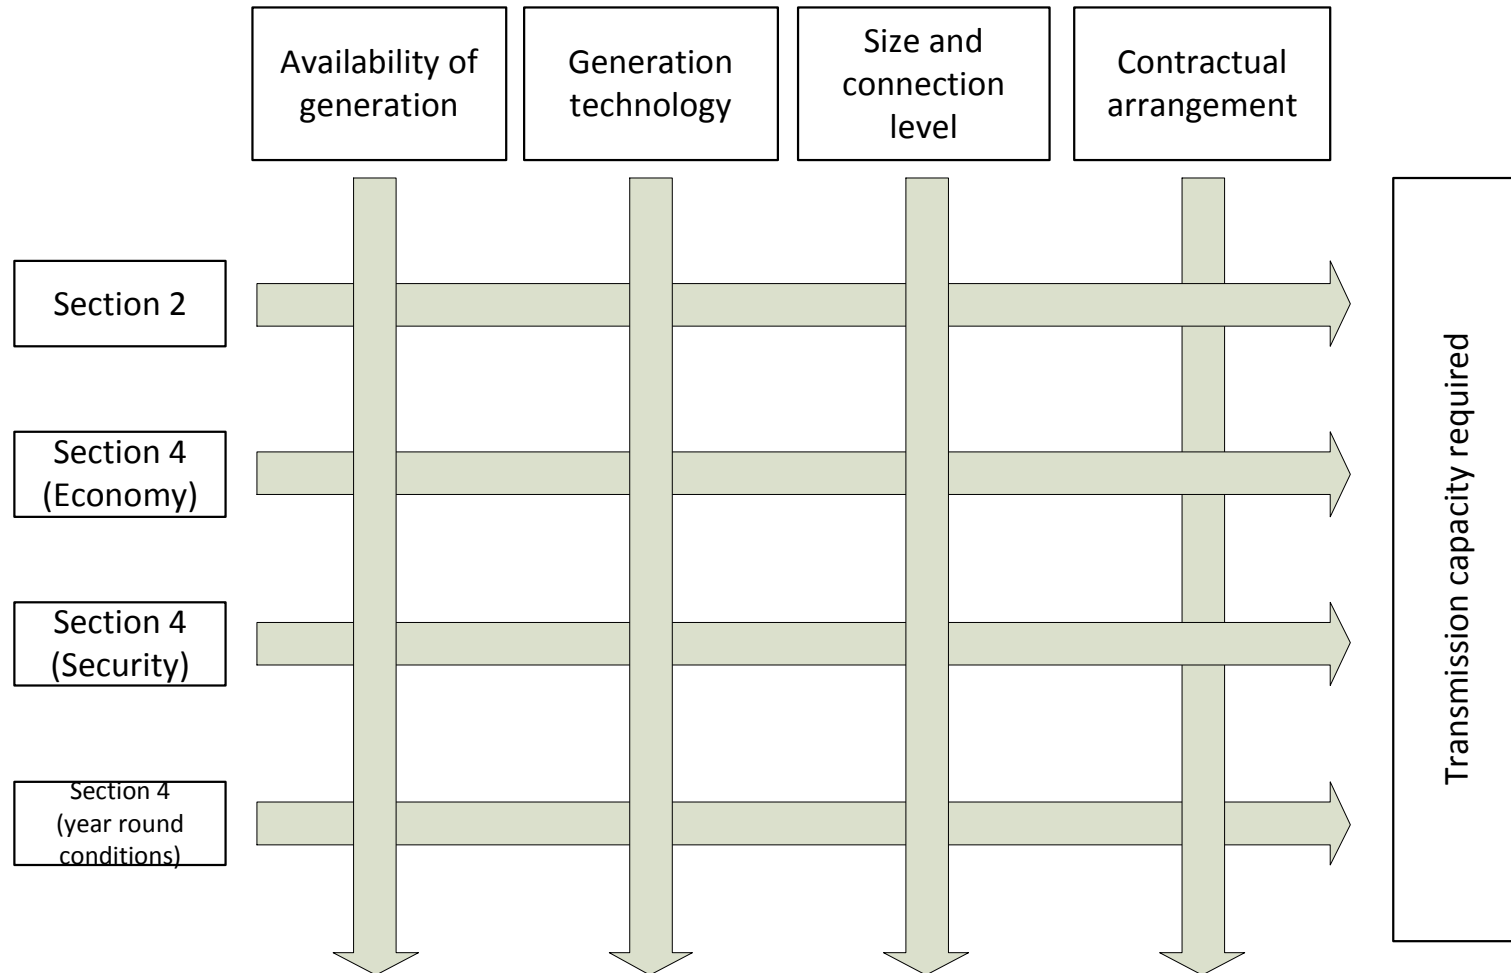 Availability of
generation
Generation
technology
Size and
connection
level
Contractual
arrangement
Section 2
Section 4
(Economy)
Section 4
(Security)
Section 4
(year round
conditions)
Transmission capacity required